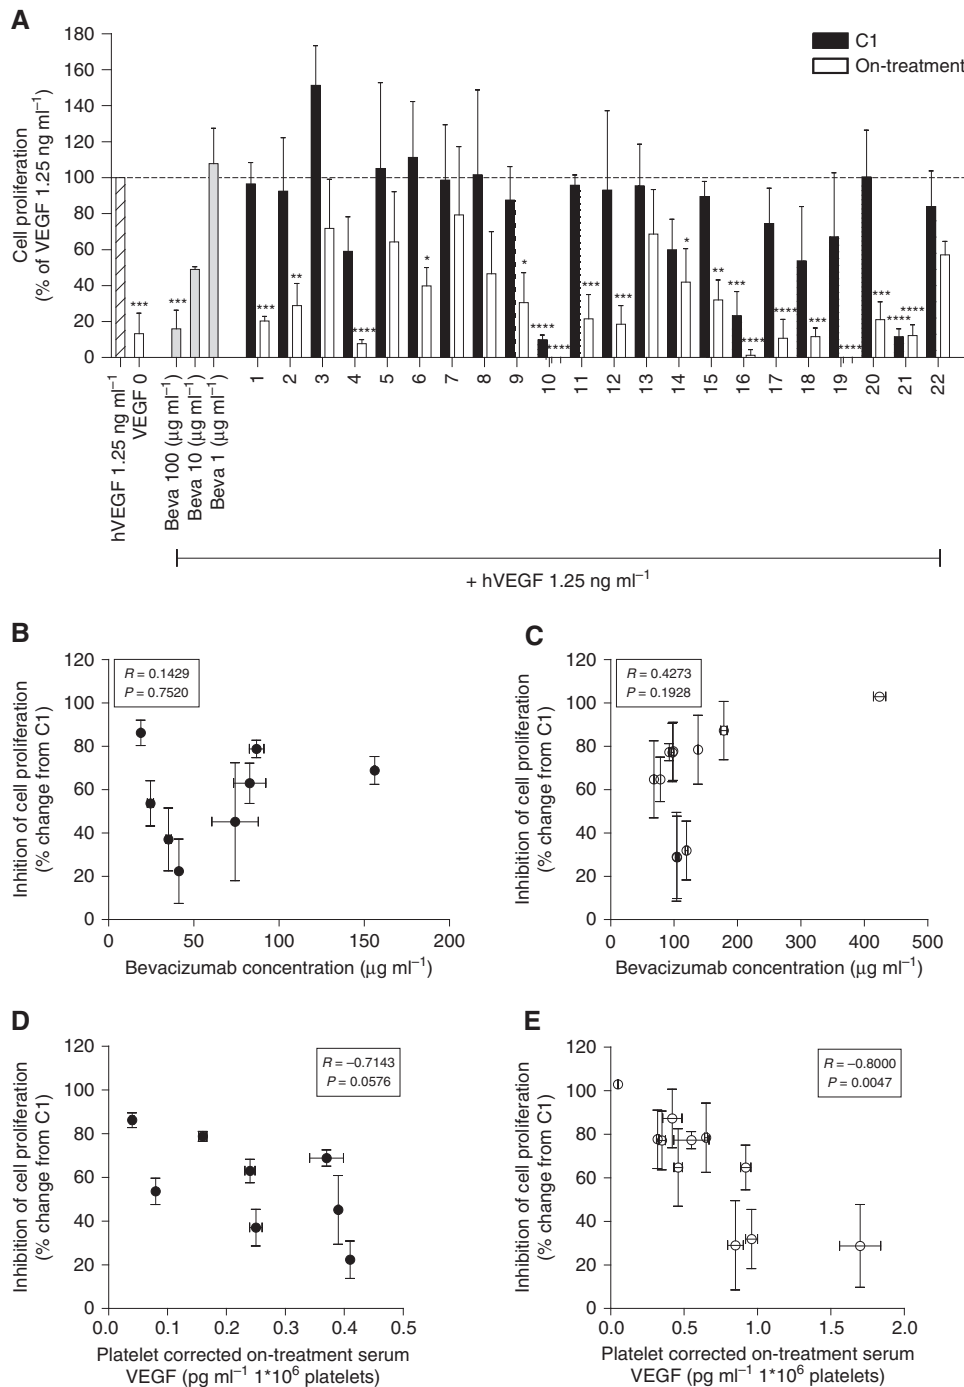 A
180
160
140
120
100
80
60
40
20
0
Cell proliferation
(% of VEGF 1.25 ng ml⁻¹)
C1
On-treatment
***
***
***
**
****
*
*
****
****
***
***
*
**
****
****
****
***
****
***
****
****
hVEGF 1.25 ng ml⁻¹
VEGF 0
Beva 100 (µg ml⁻¹)
Beva 10 (µg ml⁻¹)
Beva 1 (µg ml⁻¹)
1
2
3
4
5
6
7
8
9
10
11
12
13
14
15
16
17
18
19
20
21
22
+ hVEGF 1.25 ng ml⁻¹
B
R = 0.1429
P = 0.7520
120
100
80
60
40
20
0
Inhition of cell proliferation
(% change from C1)
0 50 100 150 200
Bevacizumab concentration (µg ml⁻¹)
C
R = 0.4273
P = 0.1928
120
100
80
60
40
20
0
Inhibition of cell proliferation
(% change from C1)
0 100 200 300 400 500
Bevacizumab concentration (µg ml⁻¹)
D
R = –0.7143
P = 0.0576
120
100
80
60
40
20
0
Inhibition of cell proliferation
(% change from C1)
0.0 0.1 0.2 0.3 0.4 0.5
Platelet corrected on-treatment serum
VEGF (pg ml⁻¹ 1*10⁶ platelets)
E
R = –0.8000
P = 0.0047
120
100
80
60
40
20
0
Inhibition of cell proliferation
(% change from C1)
0.0 0.5 1.0 1.5 2.0
Platelet corrected on-treatment serum
VEGF (pg ml⁻¹ 1*10⁶ platelets)